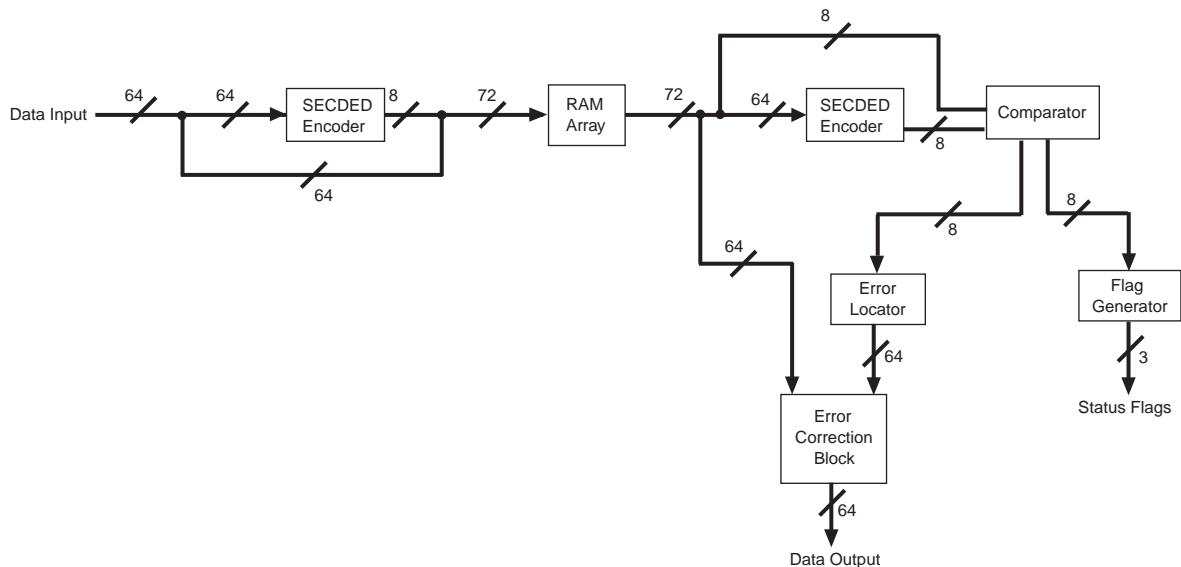 8
64
64
8
72
72
64
Data Input
SECDED
Encoder
RAM
Array
SECDED
Encoder
Comparator
8
64
8
8
64
Error
Locator
Flag
Generator
64
3
Status Flags
Error
Correction
Block
64
Data Output